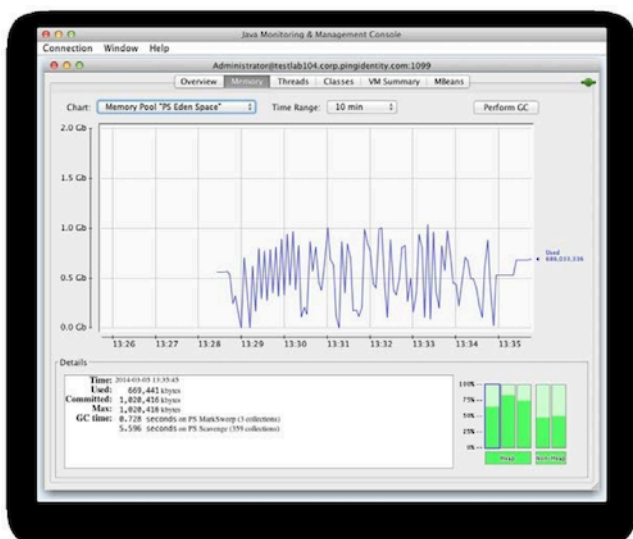 Java Monitoring & Management Console
Connection Window Help
Administrator@testlab104.corp.pingidentity.com:1099
Overview Memory Threads Classes VM Summary MBeans
Chart: Memory Pool "PS Eden Space" Time Range: 10 min Perform GC
2.0 Gb
1.5 Gb
1.0 Gb
0.5 Gb
0.0 Gb
Used
686,033,336
13:26 13:27 13:28 13:29 13:30 13:31 13:32 13:33 13:34 13:35
Details
Time: 2014-03-05 13:35:45
Used: 669,441 kbytes
Committed: 1,028,416 kbytes
Max: 1,028,416 kbytes
GC time: 0.728 seconds on PS MarkSweep (3 collections)
5.596 seconds on PS Scavenge (359 collections)
100%
75%
50%
25%
0%
Heap Non-Heap